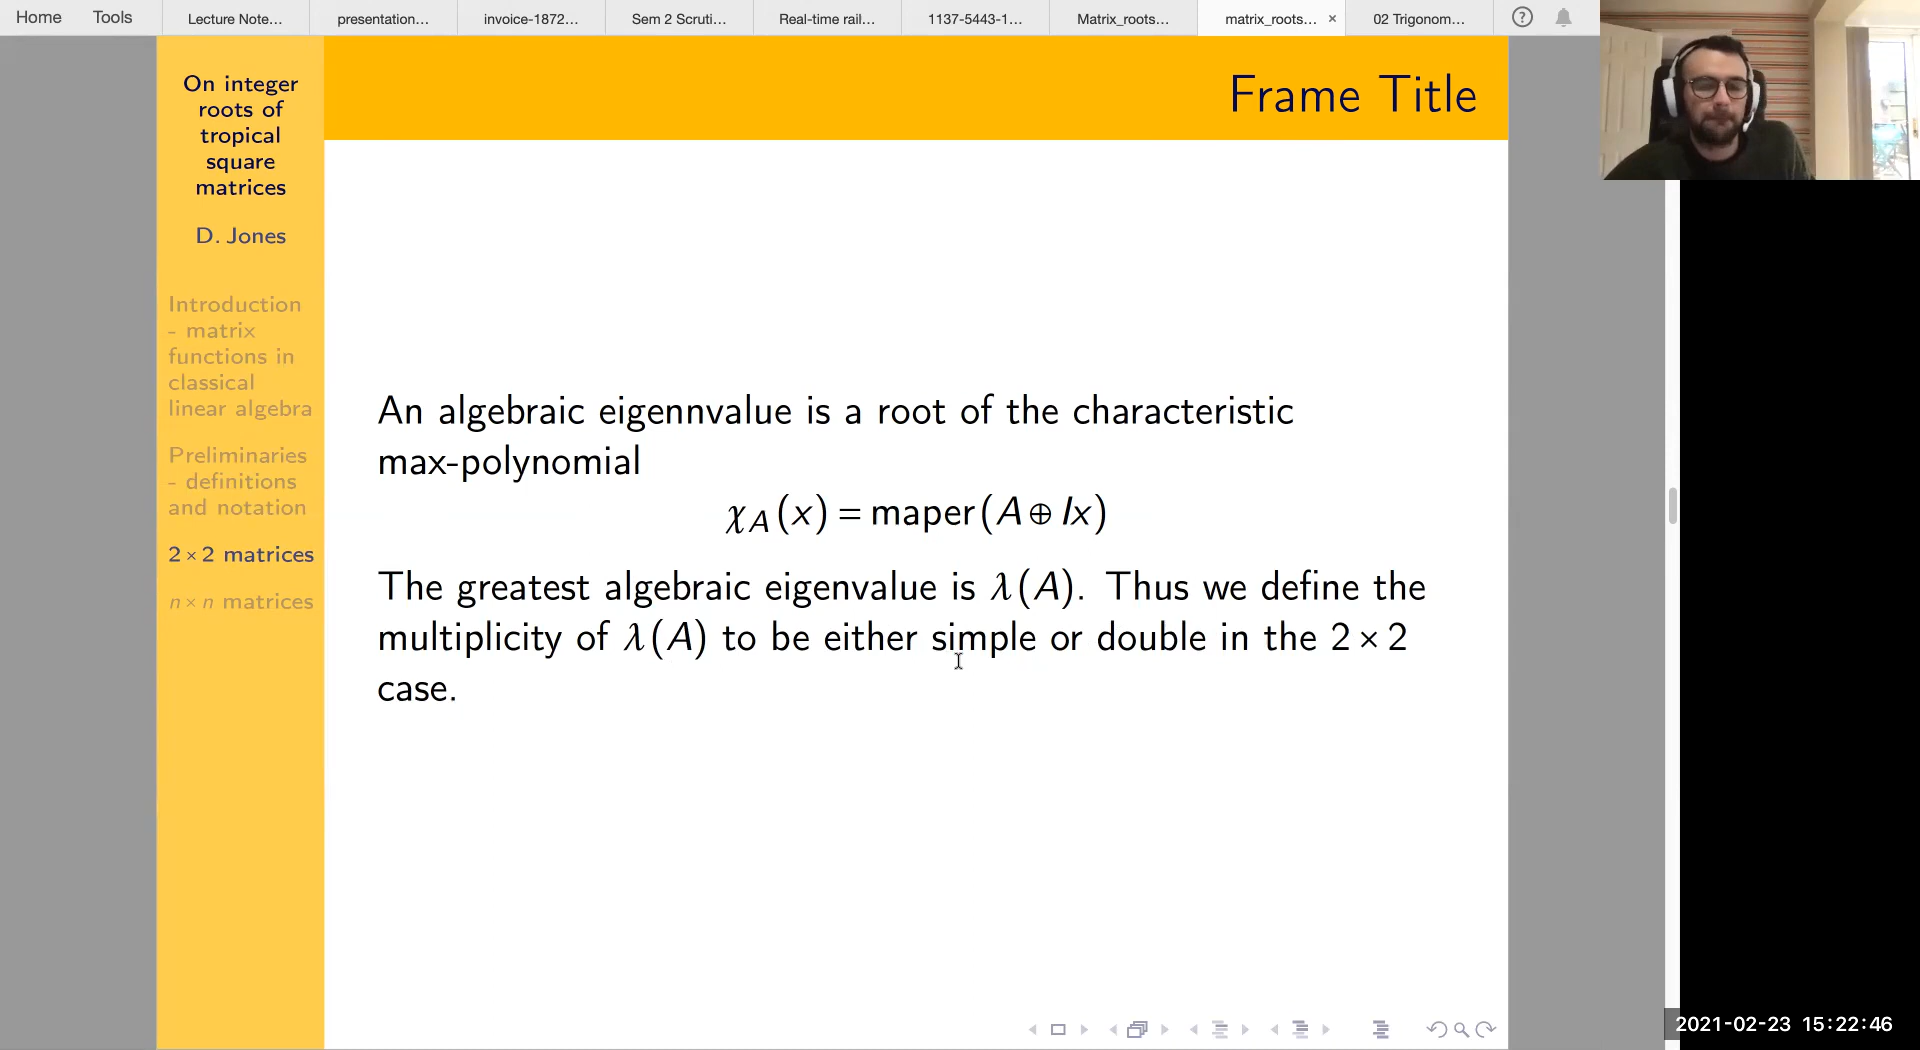 Home Tools Lecture Note... presentation... invoice-1872... Sem 2 Scruti... Real-time rail... 1137-5443-1... Matrix_roots... matrix_roots... × 02 Trigonom... ?
On integer
roots of
tropical
square
matrices
D. Jones
Introduction
- matrix
functions in
classical
linear algebra
Preliminaries
- definitions
and notation
2 × 2 matrices
n × n matrices
Frame Title
An algebraic eigennvalue is a root of the characteristic
max-polynomial
χ_A(x) = maper(A ⊕ Ix)
The greatest algebraic eigenvalue is λ(A). Thus we define the
multiplicity of λ(A) to be either simple or double in the 2 × 2
case.
2021-02-23 15:22:46